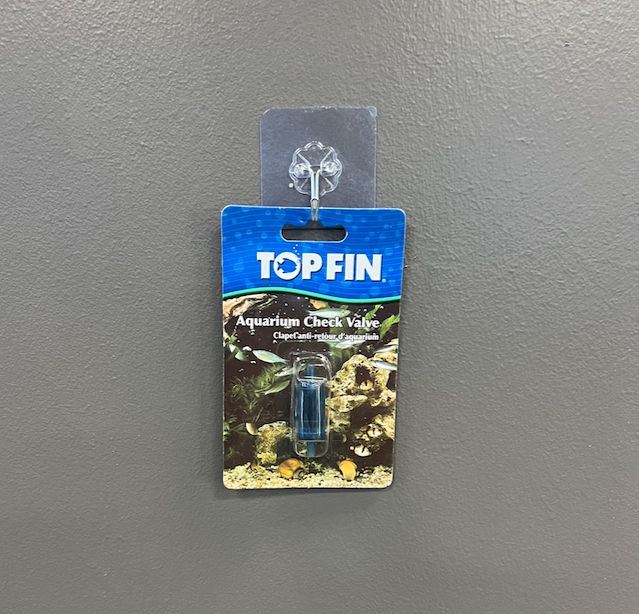 TOP FIN®
Aquarium Check Valve
Clapet anti-retour d'aquarium